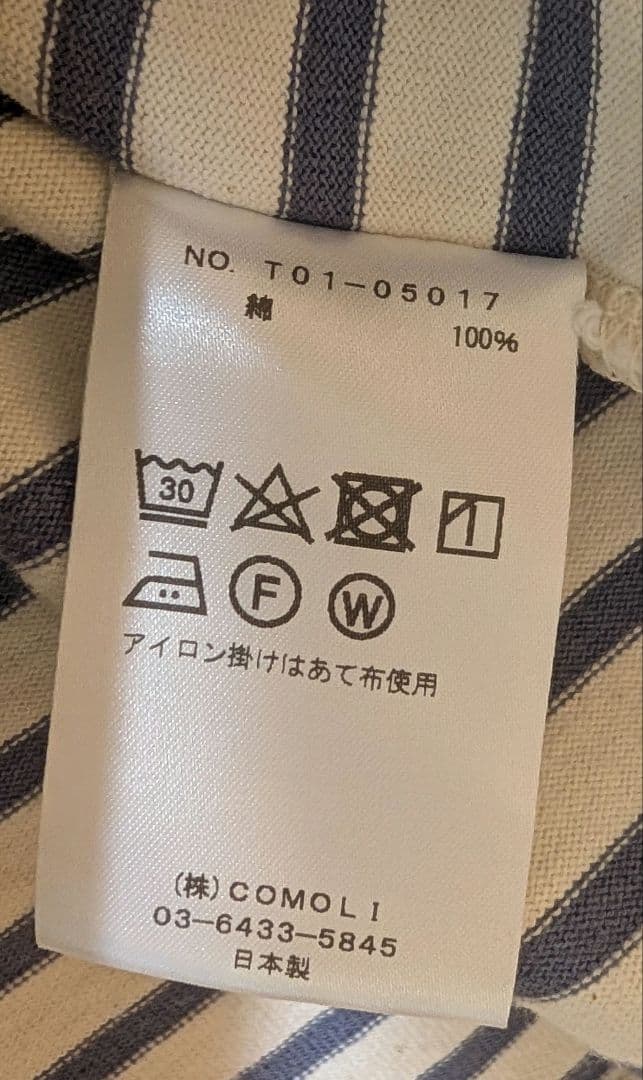 NO. T01-05017
綿 100%
30
F W
アイロン掛けはあて布使用
(株)COMOLI
03-6433-5845
日本製